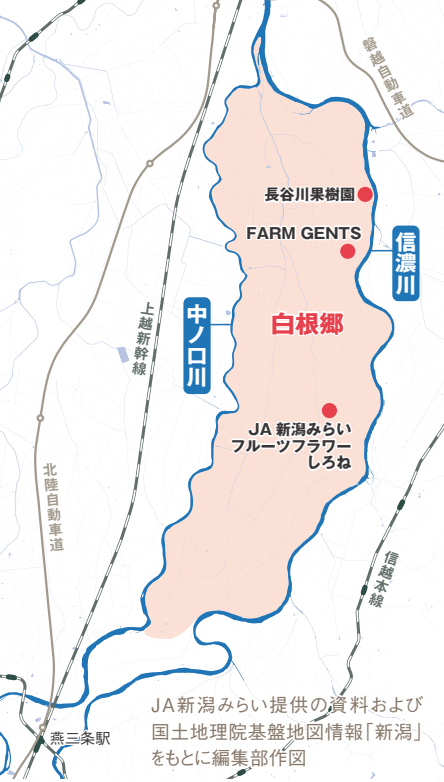 磐越自動車道
長谷川果樹園
FARM GENTS
信濃川
中ノ口川
白根郷
上越新幹線
JA 新潟みらい
フルーツフラワー
しろね
北陸自動車道
信越本線
燕三条駅
JA新潟みらい提供の資料および
国土地理院基盤地図情報「新潟」
をもとに編集部作図